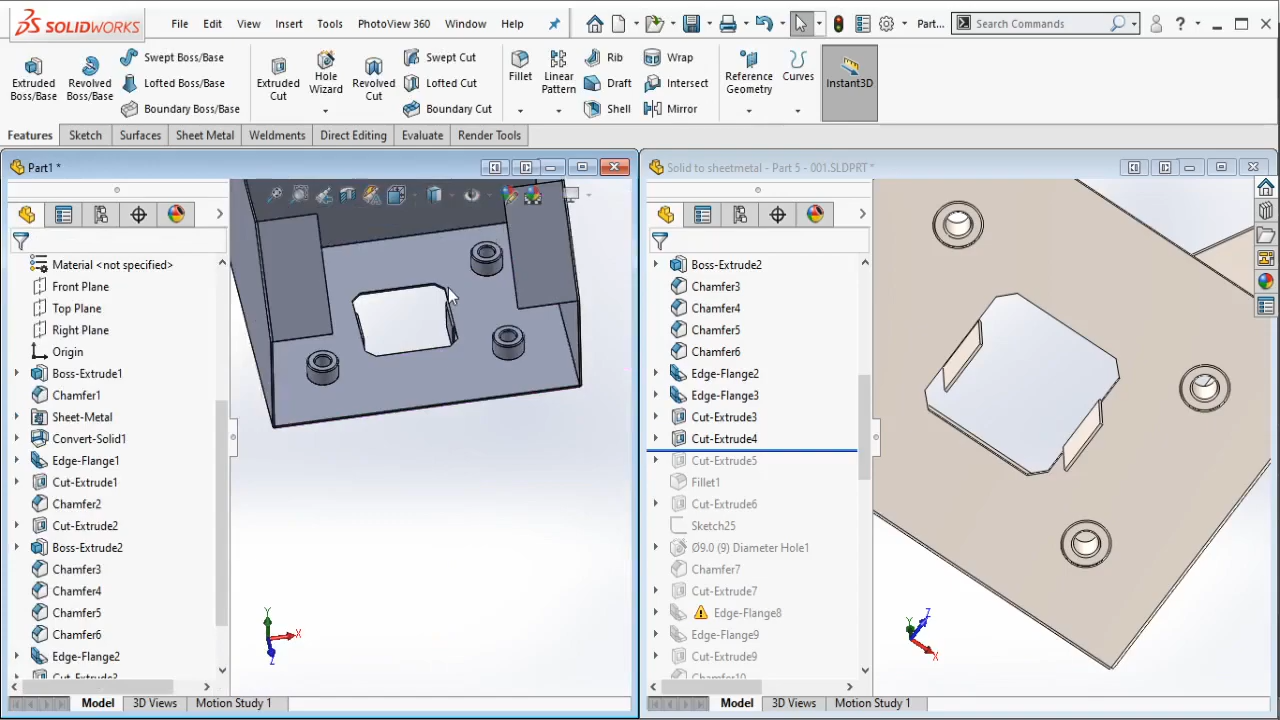 SOLIDWORKS File Edit View Insert Tools PhotoView 360 Window Help Part... Search Commands ?
Extruded Boss/Base
Revolved Boss/Base
Swept Boss/Base
Lofted Boss/Base
Boundary Boss/Base
Extruded Cut
Hole Wizard
Revolved Cut
Swept Cut
Lofted Cut
Boundary Cut
Fillet
Linear Pattern
Rib
Draft
Shell
Wrap
Intersect
Mirror
Reference Geometry
Curves
Instant3D
Features Sketch Surfaces Sheet Metal Weldments Direct Editing Evaluate Render Tools
Part1 *
Material <not specified>
Front Plane
Top Plane
Right Plane
Origin
Boss-Extrude1
Chamfer1
Sheet-Metal
Convert-Solid1
Edge-Flange1
Cut-Extrude1
Chamfer2
Cut-Extrude2
Boss-Extrude2
Chamfer3
Chamfer4
Chamfer5
Chamfer6
Edge-Flange2
Y
X
Z
Model 3D Views Motion Study 1
Solid to sheetmetal - Part 5 - 001.SLDPRT *
Boss-Extrude2
Chamfer3
Chamfer4
Chamfer5
Chamfer6
Edge-Flange2
Edge-Flange3
Cut-Extrude3
Cut-Extrude4
Cut-Extrude5
Fillet1
Cut-Extrude6
Sketch25
Ø9.0 (9) Diameter Hole1
Chamfer7
Cut-Extrude7
Edge-Flange8
Edge-Flange9
Cut-Extrude9
Z
Y
X
Model 3D Views Motion Study 1